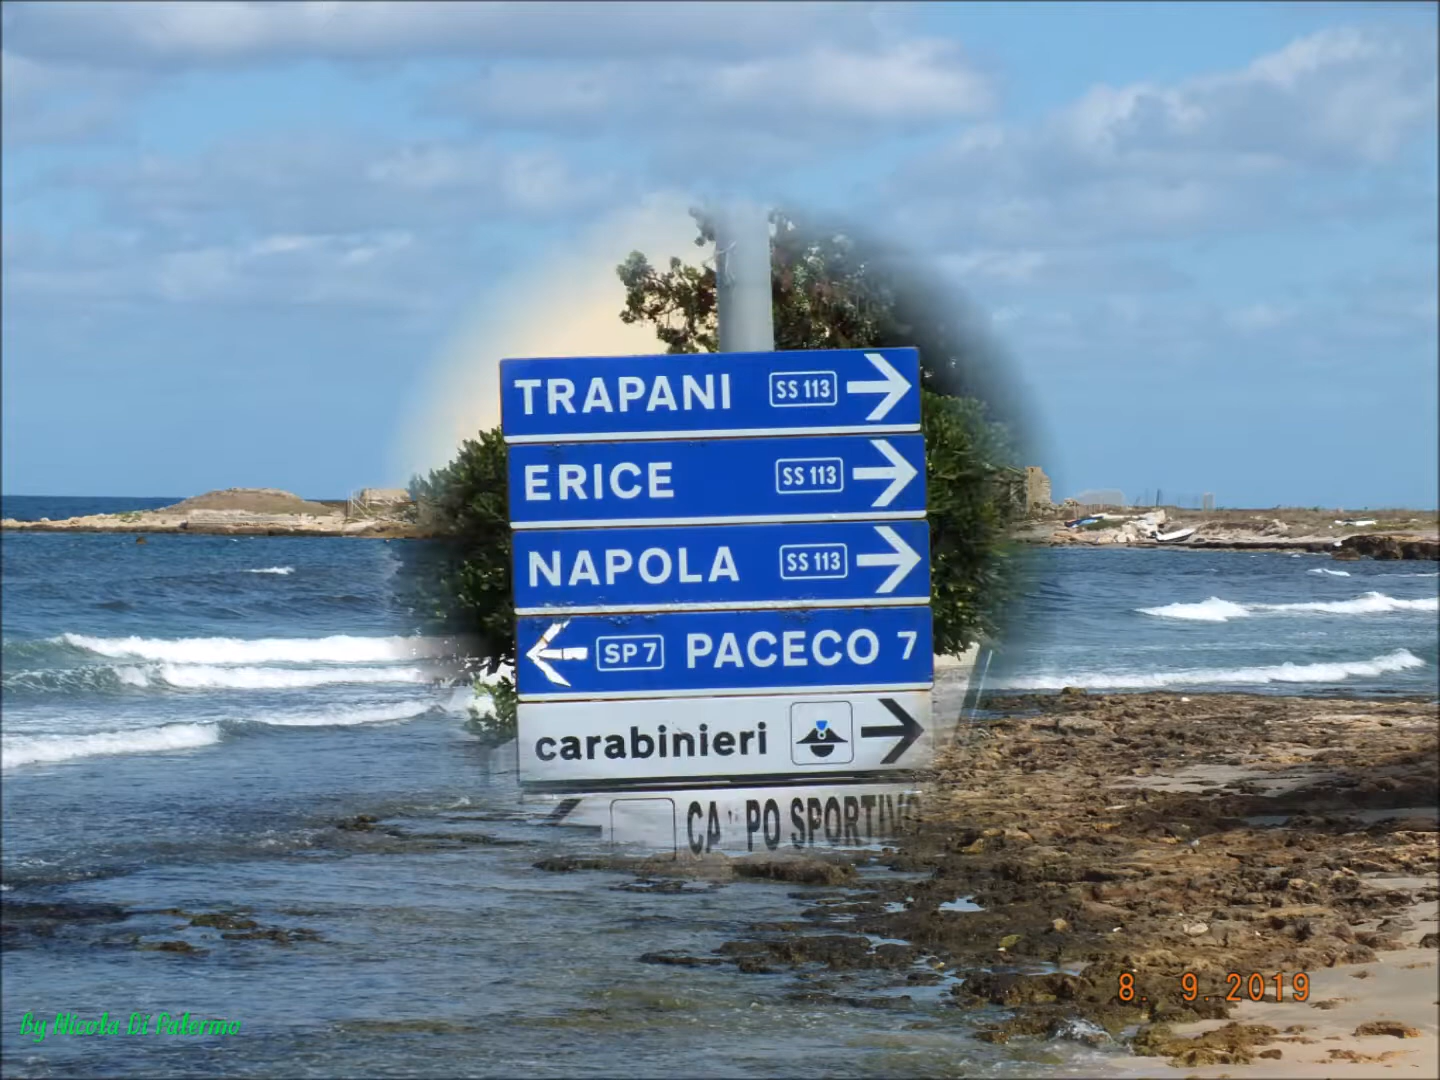 TRAPANI SS 113
ERICE SS 113
NAPOLA SS 113
SP 7 PACECO 7
carabinieri
PO SPORTIVO
8. 9.2019
By Nicola Di Palermo